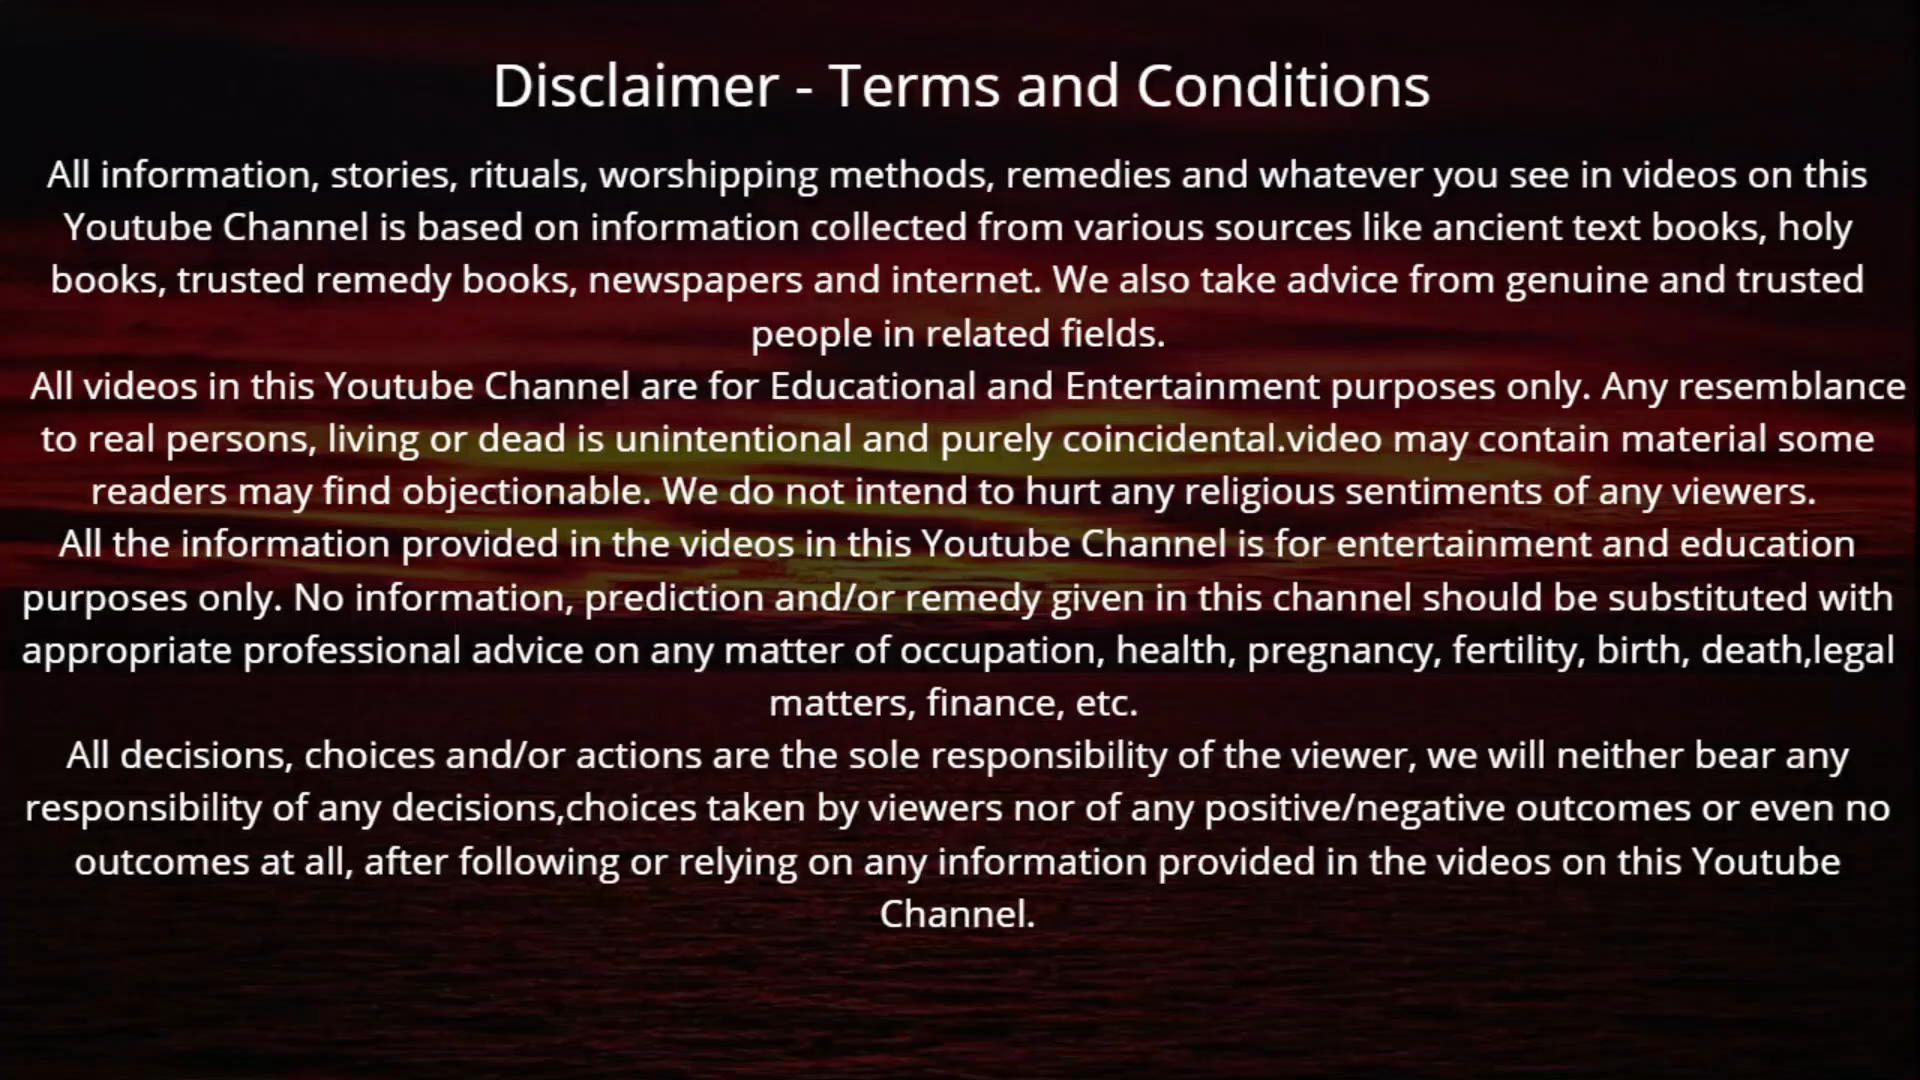 Disclaimer - Terms and Conditions
All information, stories, rituals, worshipping methods, remedies and whatever you see in videos on this
Youtube Channel is based on information collected from various sources like ancient text books, holy
books, trusted remedy books, newspapers and internet. We also take advice from genuine and trusted
people in related fields.
All videos in this Youtube Channel are for Educational and Entertainment purposes only. Any resemblance
to real persons, living or dead is unintentional and purely coincidental.video may contain material some
readers may find objectionable. We do not intend to hurt any religious sentiments of any viewers.
All the information provided in the videos in this Youtube Channel is for entertainment and education
purposes only. No information, prediction and/or remedy given in this channel should be substituted with
appropriate professional advice on any matter of occupation, health, pregnancy, fertility, birth, death,legal
matters, finance, etc.
All decisions, choices and/or actions are the sole responsibility of the viewer, we will neither bear any
responsibility of any decisions,choices taken by viewers nor of any positive/negative outcomes or even no
outcomes at all, after following or relying on any information provided in the videos on this Youtube
Channel.